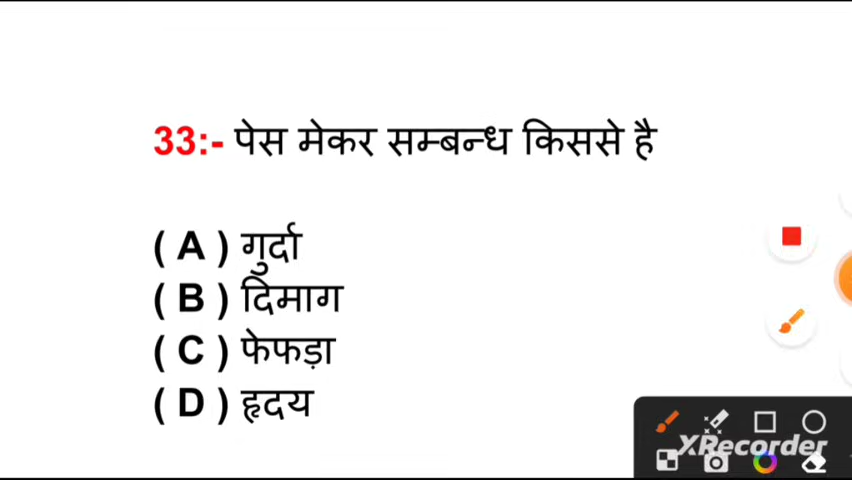 33:- पेस मेकर सम्बन्ध किससे है
( A ) गुर्दा
( B ) दिमाग
( C ) फेफड़ा
( D ) हृदय
XRecorder